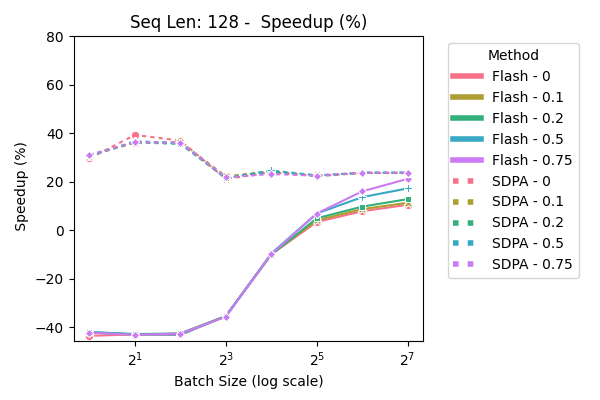 Seq Len: 128 -  Speedup (%)
Speedup (%)
80
60
40
20
0
−20
−40
2^1
2^3
2^5
2^7
Batch Size (log scale)
Method
Flash - 0
Flash - 0.1
Flash - 0.2
Flash - 0.5
Flash - 0.75
SDPA - 0
SDPA - 0.1
SDPA - 0.2
SDPA - 0.5
SDPA - 0.75